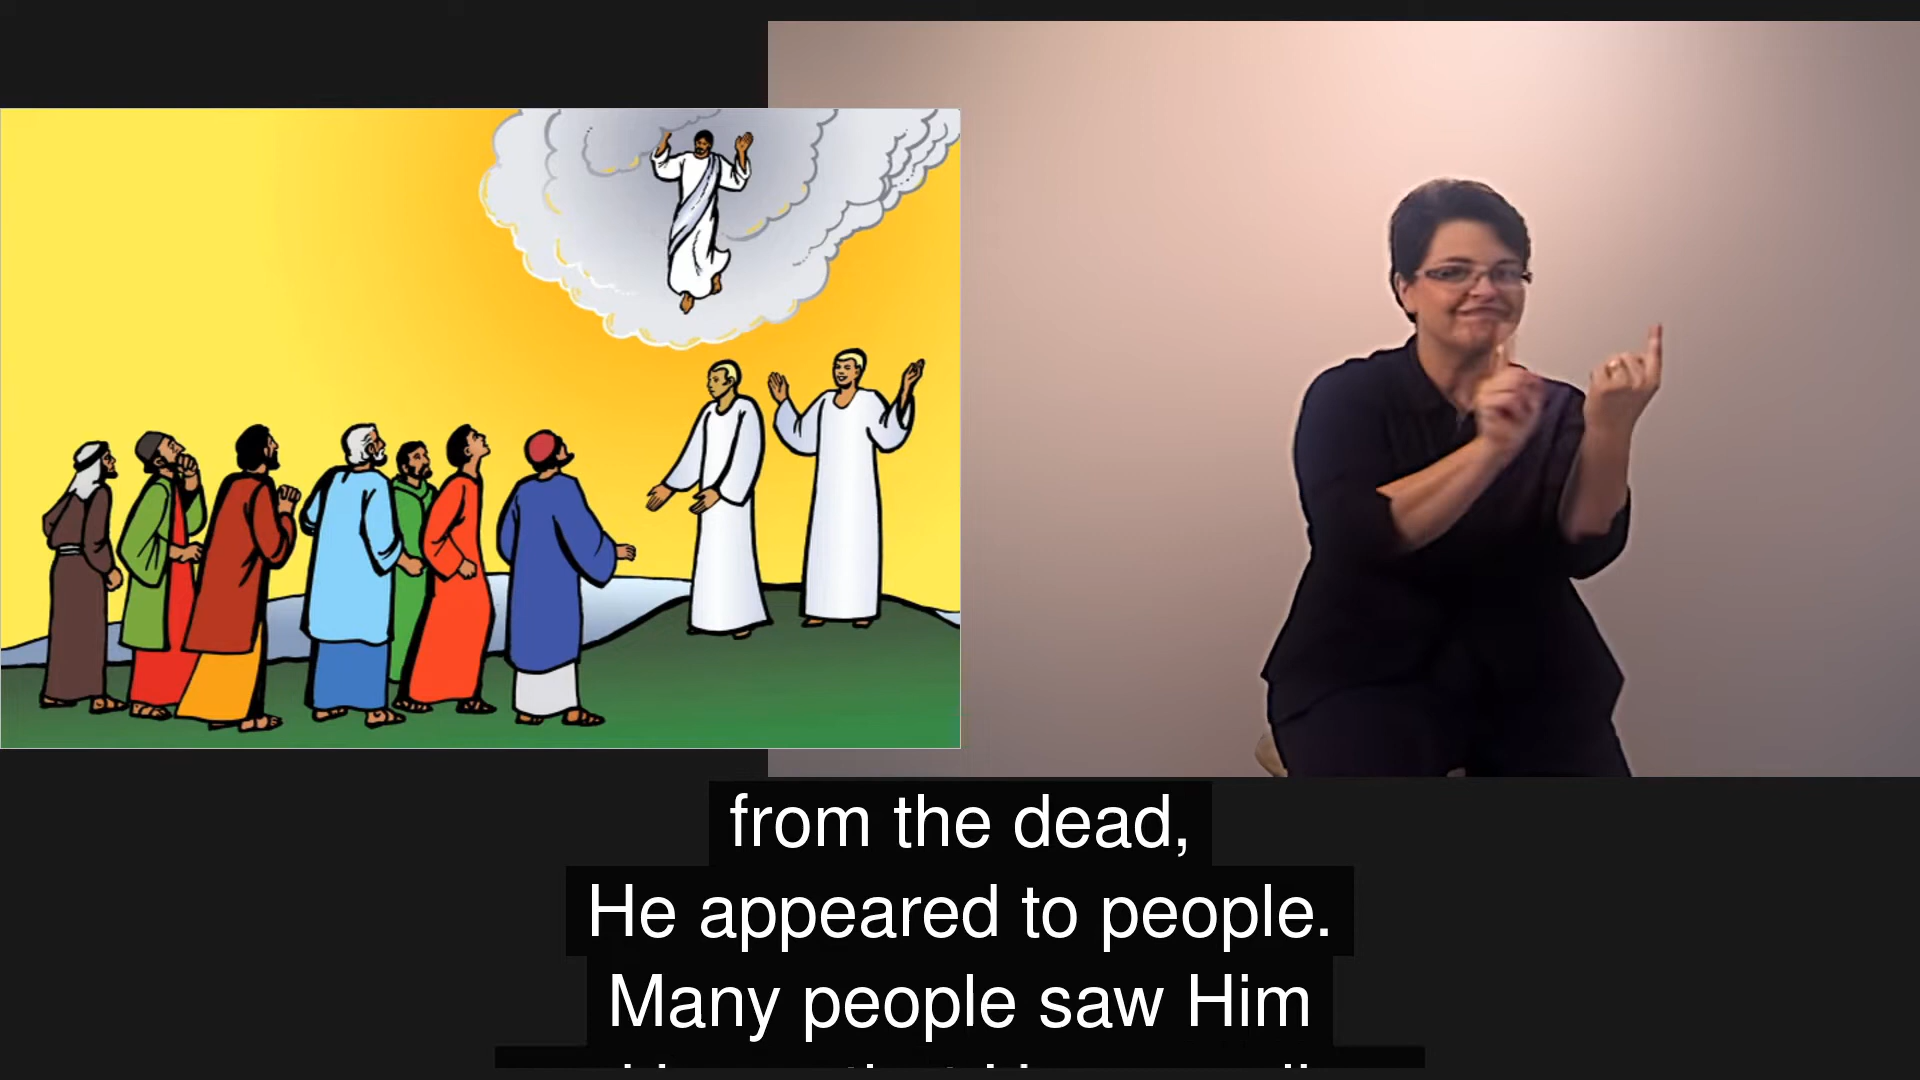 from the dead,
He appeared to people.
Many people saw Him